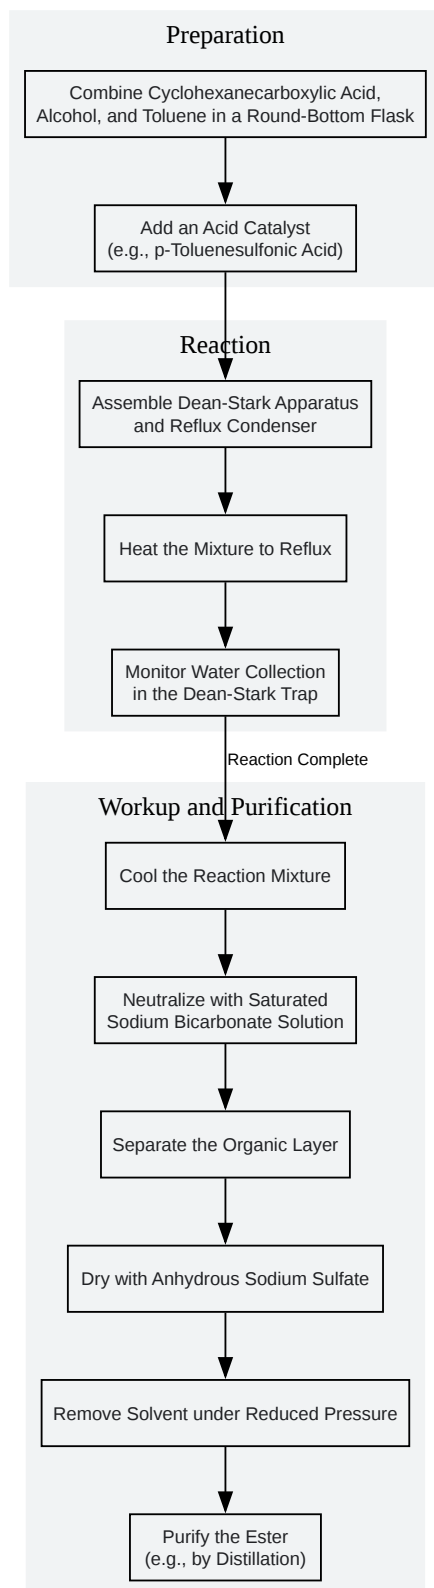 Preparation
Combine Cyclohexanecarboxylic Acid,
Alcohol, and Toluene in a Round-Bottom Flask
Add an Acid Catalyst
(e.g., p-Toluenesulfonic Acid)
Reaction
Assemble Dean-Stark Apparatus
and Reflux Condenser
Heat the Mixture to Reflux
Monitor Water Collection
in the Dean-Stark Trap
Reaction Complete
Workup and Purification
Cool the Reaction Mixture
Neutralize with Saturated
Sodium Bicarbonate Solution
Separate the Organic Layer
Dry with Anhydrous Sodium Sulfate
Remove Solvent under Reduced Pressure
Purify the Ester
(e.g., by Distillation)